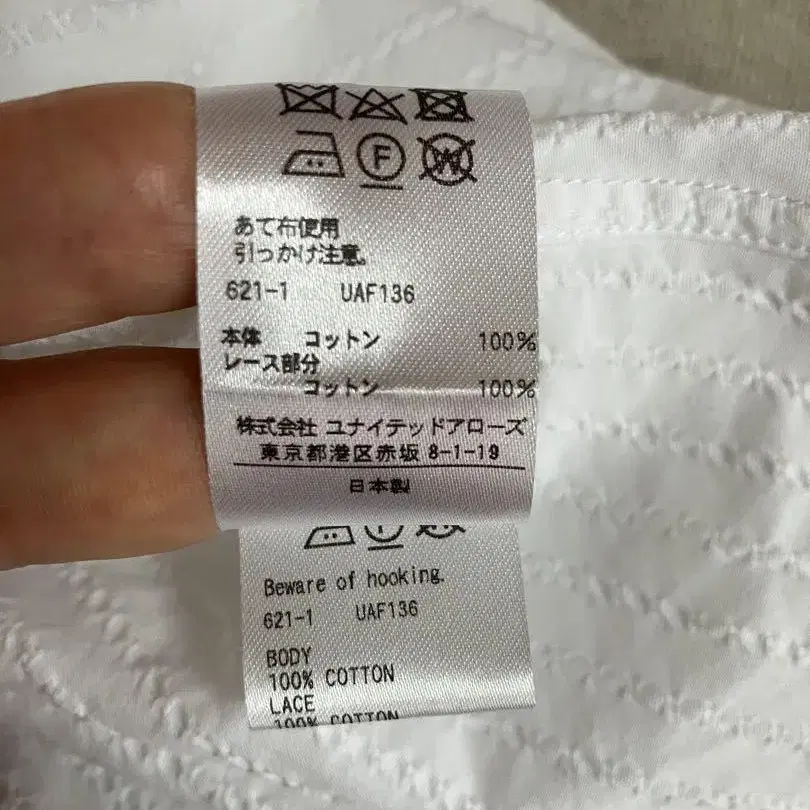 F W
あて布使用
引っかけ注意。
621-1 UAF136
本体 コットン 100%
レース部分
コットン 100%
株式会社 ユナイテッドアローズ
東京都港区赤坂 8-1-19
日本製
Beware of hooking.
621-1 UAF136
BODY
100% COTTON
LACE
100% COTTON